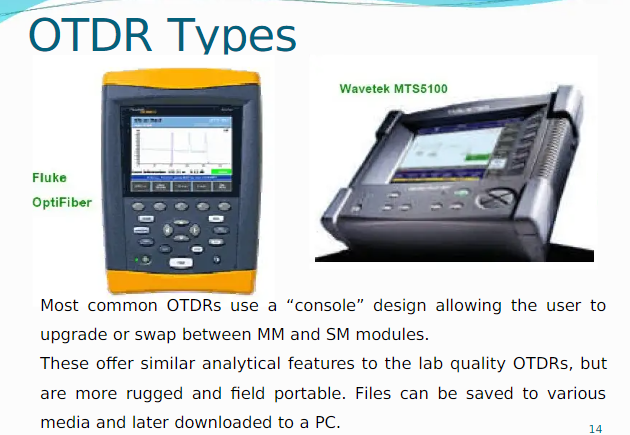 OTDR Types
Wavetek MTS5100
Fluke
OptiFiber
Most common OTDRs use a “console” design allowing the user to
upgrade or swap between MM and SM modules.
These offer similar analytical features to the lab quality OTDRs, but
are more rugged and field portable. Files can be saved to various
media and later downloaded to a PC.
14